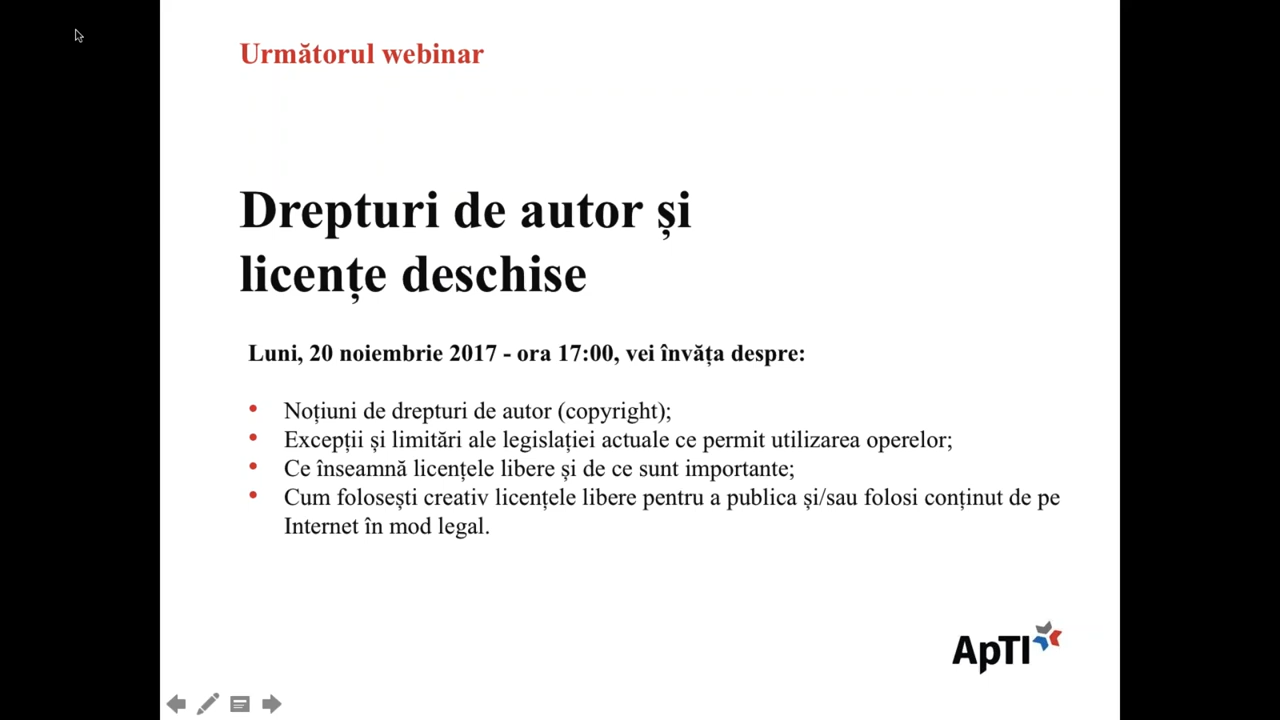 Următorul webinar
Drepturi de autor și
licențe deschise
Luni, 20 noiembrie 2017 - ora 17:00, vei învăța despre:
• Noțiuni de drepturi de autor (copyright);
• Excepții și limitări ale legislației actuale ce permit utilizarea operelor;
• Ce înseamnă licențele libere și de ce sunt importante;
• Cum folosești creativ licențele libere pentru a publica și/sau folosi conținut de pe
Internet în mod legal.
ApTI